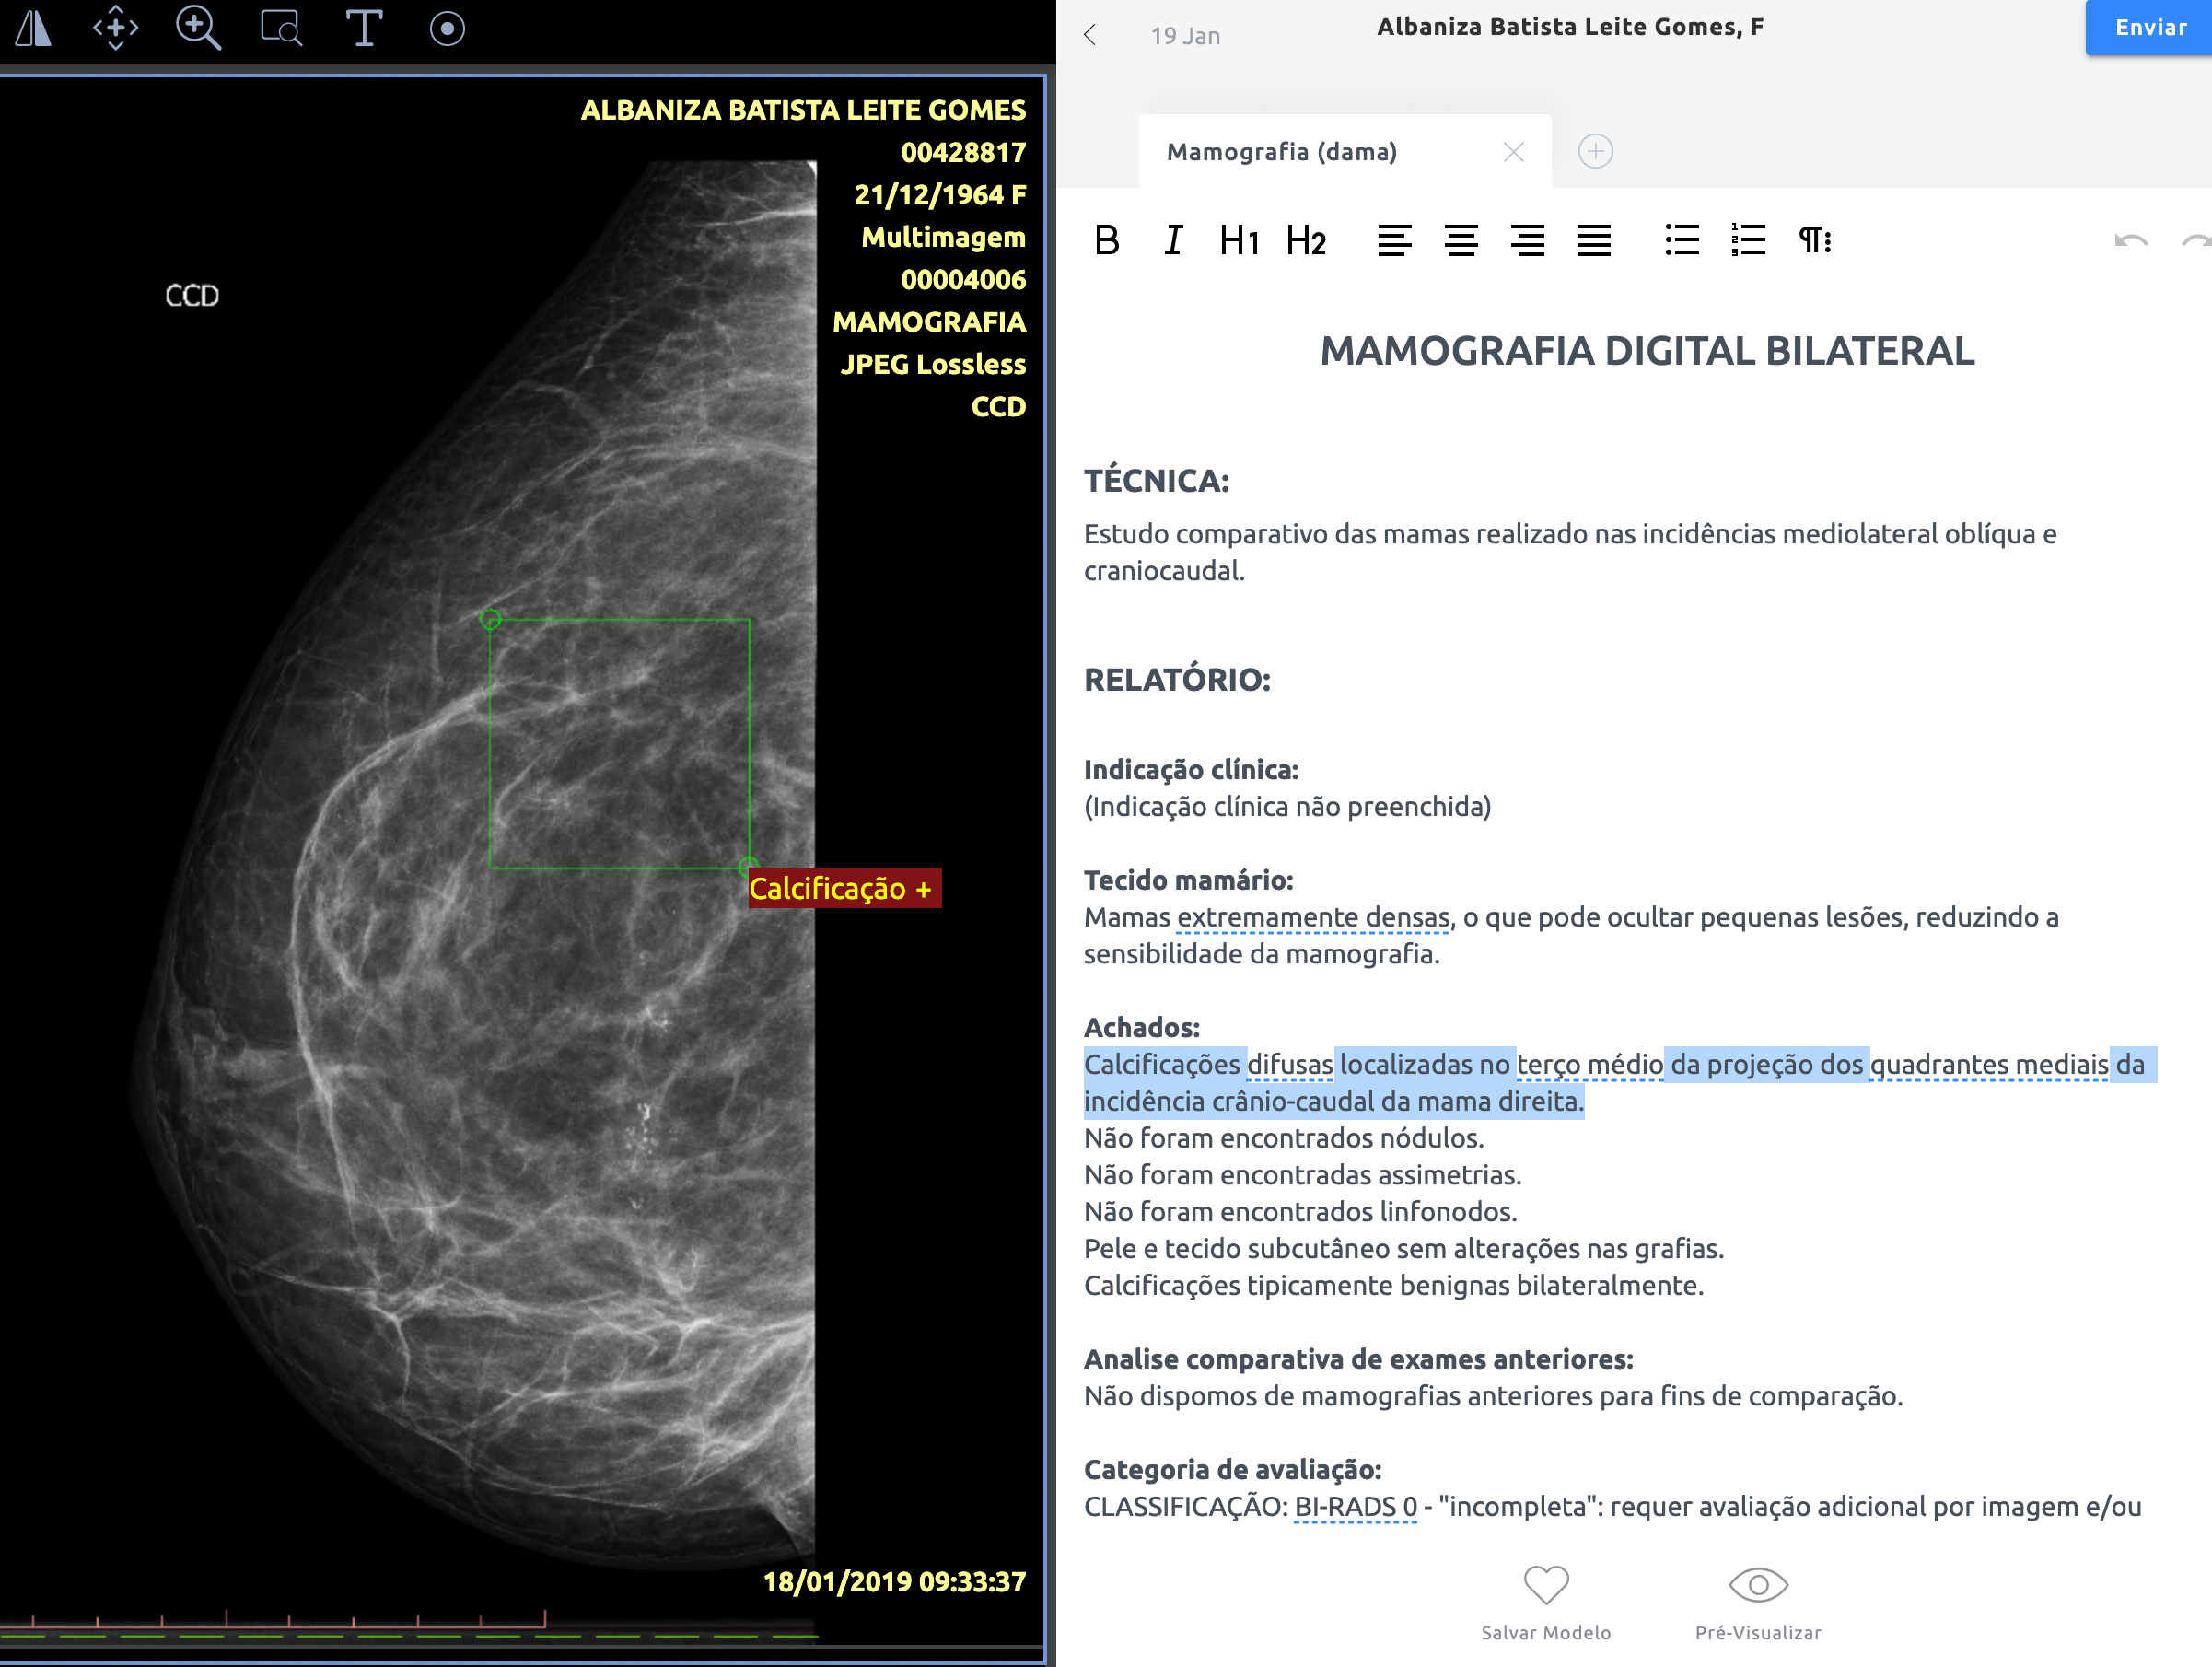 ALBANIZA BATISTA LEITE GOMES
00428817
21/12/1964 F
Multimagem
00004006
MAMOGRAFIA
JPEG Lossless
CCD
CCD
Calcificação +
18/01/2019 09:33:37
19 Jan
Albaniza Batista Leite Gomes, F
Enviar
Mamografia (dama)
B I H1 H2
MAMOGRAFIA DIGITAL BILATERAL
TÉCNICA:
Estudo comparativo das mamas realizado nas incidências mediolateral oblíqua e
craniocaudal.
RELATÓRIO:
Indicação clínica:
(Indicação clínica não preenchida)
Tecido mamário:
Mamas extremamente densas, o que pode ocultar pequenas lesões, reduzindo a
sensibilidade da mamografia.
Achados:
Calcificações difusas localizadas no terço médio da projeção dos quadrantes mediais da
incidência crânio-caudal da mama direita.
Não foram encontrados nódulos.
Não foram encontradas assimetrias.
Não foram encontrados linfonodos.
Pele e tecido subcutâneo sem alterações nas grafias.
Calcificações tipicamente benignas bilateralmente.
Analise comparativa de exames anteriores:
Não dispomos de mamografias anteriores para fins de comparação.
Categoria de avaliação:
CLASSIFICAÇÃO: BI-RADS 0 - "incompleta": requer avaliação adicional por imagem e/ou
Salvar Modelo
Pré-Visualizar